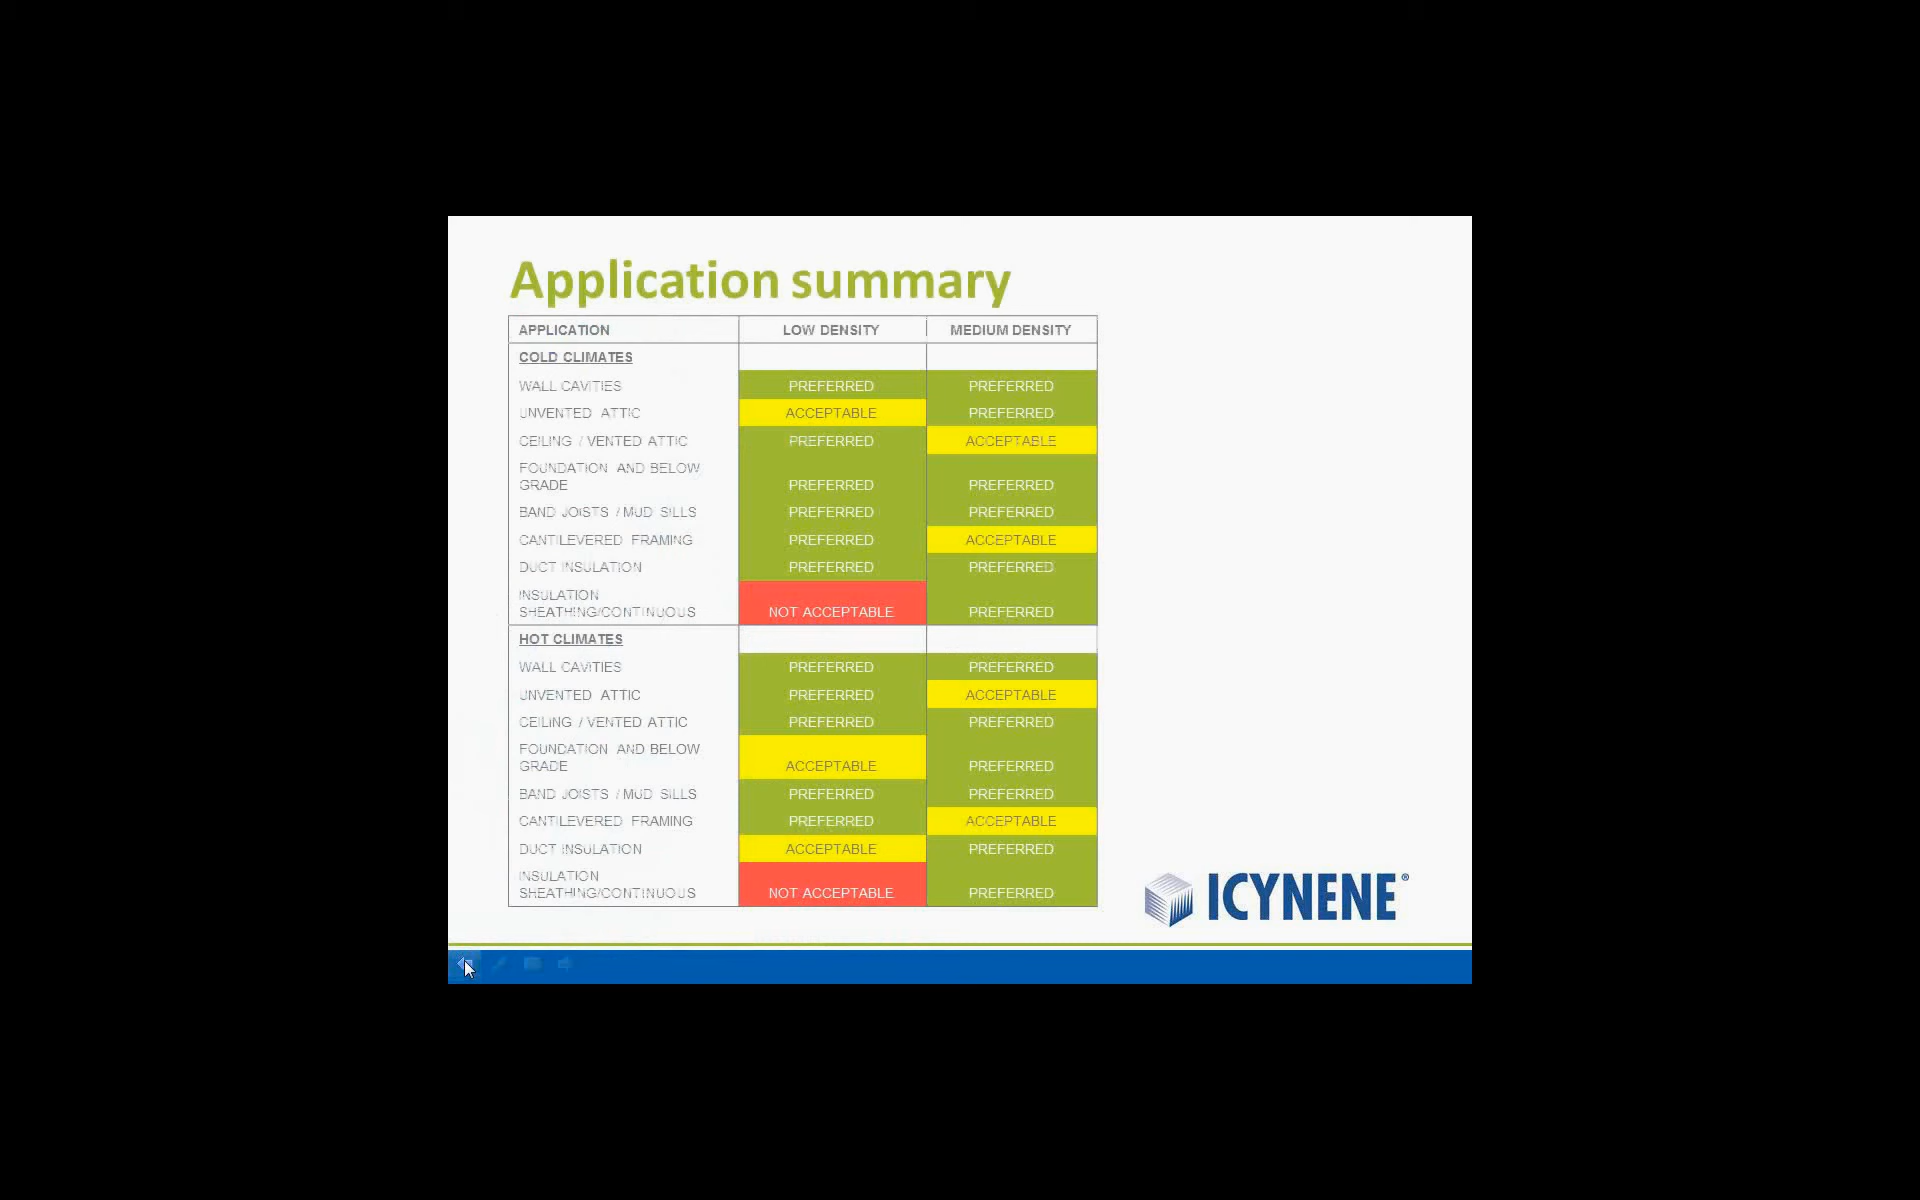 Application summary
APPLICATION LOW DENSITY MEDIUM DENSITY
COLD CLIMATES
WALL CAVITIES PREFERRED PREFERRED
UNVENTED ATTIC ACCEPTABLE PREFERRED
CEILING / VENTED ATTIC PREFERRED ACCEPTABLE
FOUNDATION AND BELOW
GRADE PREFERRED PREFERRED
BAND JOISTS / MUD SILLS PREFERRED PREFERRED
CANTILEVERED FRAMING PREFERRED ACCEPTABLE
DUCT INSULATION PREFERRED PREFERRED
INSULATION
SHEATHING/CONTINUOUS NOT ACCEPTABLE PREFERRED
HOT CLIMATES
WALL CAVITIES PREFERRED PREFERRED
UNVENTED ATTIC PREFERRED ACCEPTABLE
CEILING / VENTED ATTIC PREFERRED PREFERRED
FOUNDATION AND BELOW
GRADE ACCEPTABLE PREFERRED
BAND JOISTS / MUD SILLS PREFERRED PREFERRED
CANTILEVERED FRAMING PREFERRED ACCEPTABLE
DUCT INSULATION ACCEPTABLE PREFERRED
INSULATION
SHEATHING/CONTINUOUS NOT ACCEPTABLE PREFERRED
ICYNENE®